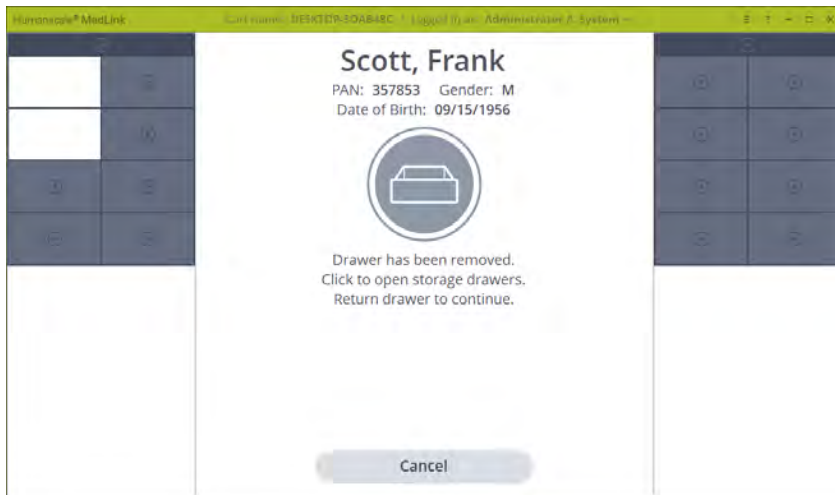 Humanscale® MedLink
Cart name: DESKTOP-5OAB48C | Logged in as: Administrator A. System
Scott, Frank
PAN: 357853 Gender: M
Date of Birth: 09/15/1956
Drawer has been removed.
Click to open storage drawers.
Return drawer to continue.
Cancel